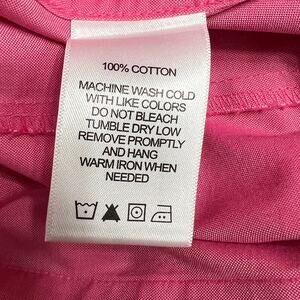 100% COTTON
MACHINE WASH COLD
WITH LIKE COLORS
DO NOT BLEACH
TUMBLE DRY LOW
REMOVE PROMPTLY
AND HANG
WARM IRON WHEN
NEEDED